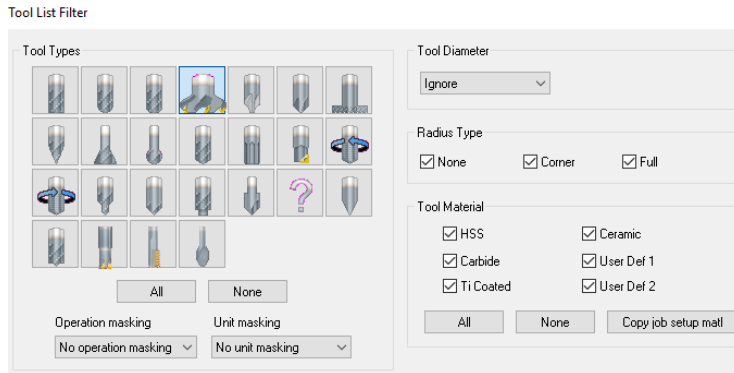 Tool List Filter
Tool Types
All
None
Operation masking
Unit masking
No operation masking
No unit masking
Tool Diameter
Ignore
Radius Type
None
Corner
Full
Tool Material
HSS
Ceramic
Carbide
User Def 1
Ti Coated
User Def 2
All
None
Copy job setup matl